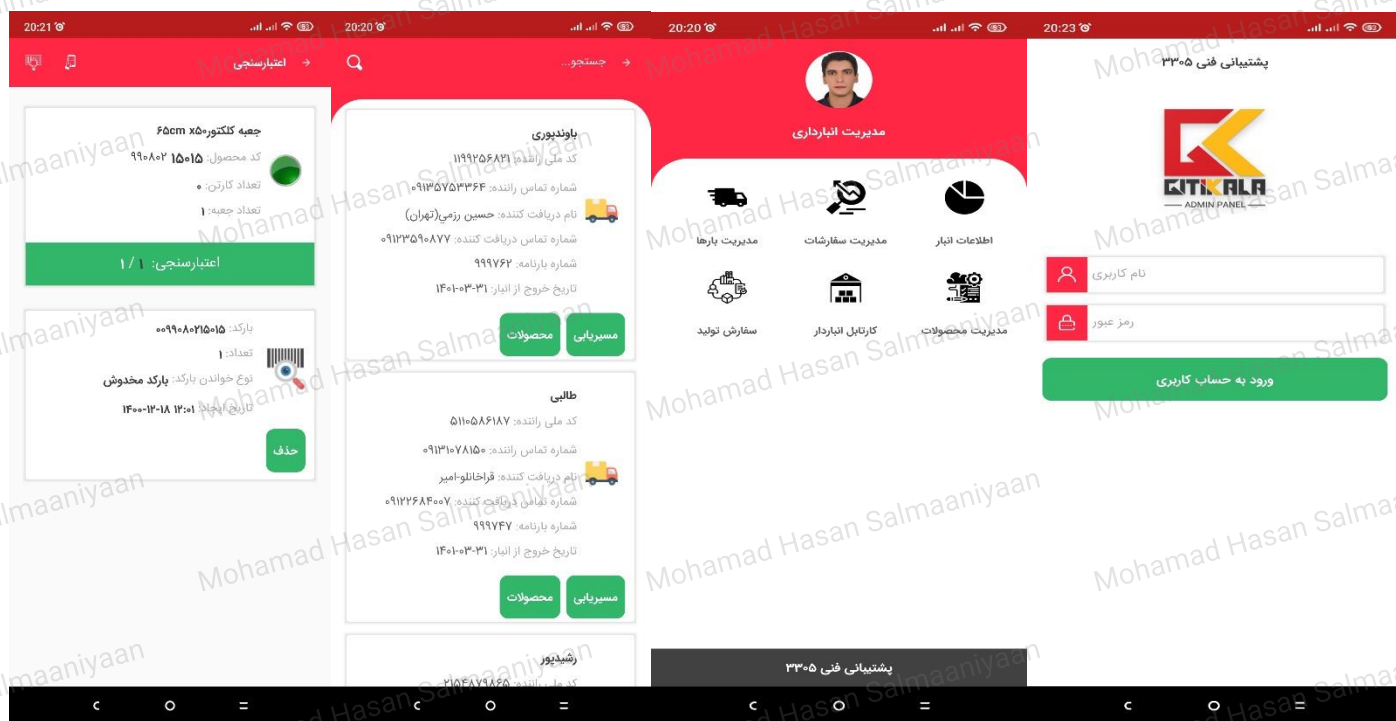 20:21
اعتبارسنجی
جعبه کلکتور۵۰x ۶۵cm
کد محصول: ۱۵۰۱۵ ۹۹۰۸۰۲
تعداد کارتن: ۰
تعداد جعبه: ۱
اعتبارسنجی: ۱ / ۱
بارکد: ۰۰۹۹۰۸۰۲۱۵۰۱۵
تعداد: ۱
نوع خواندن بارکد: بارکد مخدوش
تاریخ ایجاد: ۱۴۰۰-۱۲-۱۸ ۱۲:۰۱
حذف
20:20
جستجو...
باوندپوری
کد ملی راننده: ۱۱۹۹۲۵۶۸۲۱
شماره تماس راننده: ۰۹۱۳۵۷۵۳۳۶۴
نام دریافت کننده: حسین رزمي(تهران)
شماره تماس دریافت کننده: ۰۹۱۲۳۵۹۰۸۷۷
شماره بارنامه: ۹۹۹۷۶۲
تاریخ خروج از انبار: ۱۴۰۱-۰۳-۳۱
مسیریابی
محصولات
طالبی
کد ملی راننده: ۵۱۱۰۵۸۶۱۸۷
شماره تماس راننده: ۰۹۱۳۱۰۷۸۱۵۰
نام دریافت کننده: قراخانلو-امیر
شماره تماس دریافت کننده: ۰۹۱۲۲۶۸۴۰۰۷
شماره بارنامه: ۹۹۹۷۴۷
تاریخ خروج از انبار: ۱۴۰۱-۰۳-۳۱
مسیریابی
محصولات
رشیدپور
کد ملی راننده: ۲۱۵۴۸۷۹۸۶۵
20:20
مدیریت انبارداری
اطلاعات انبار
مدیریت سفارشات
مدیریت بارها
مدیریت محصولات
کارتابل انباردار
سفارش تولید
پشتیبانی فنی ۳۳۰۵
20:23
پشتیبانی فنی ۳۳۰۵
GITIKALA
ADMIN PANEL
نام کاربری
رمز عبور
ورود به حساب کاربری
Mohamad Hasan Salmaaniyaan